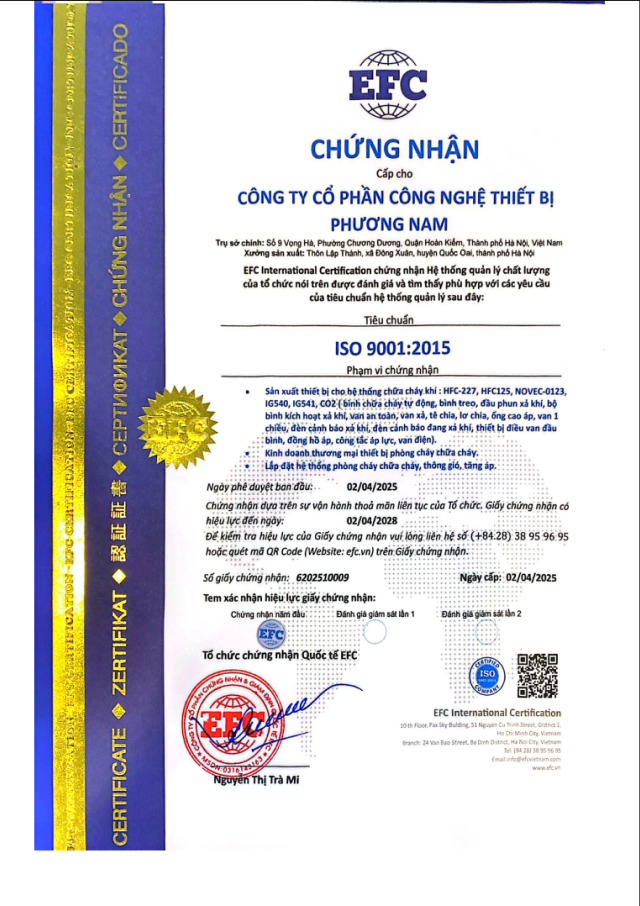 EFC
CHỨNG NHẬN
Cấp cho
CÔNG TY CỔ PHẦN CÔNG NGHỆ THIẾT BỊ
PHƯƠNG NAM
Trụ sở chính: Số 9 Vọng Hà, Phường Chương Dương, Quận Hoàn Kiếm, Thành phố Hà Nội, Việt Nam
Xưởng sản xuất: Thôn Lập Thành, xã Đông Xuân, huyện Quốc Oai, thành phố Hà Nội
EFC International Certification chứng nhận Hệ thống quản lý chất lượng
của tổ chức nói trên được đánh giá và tìm thấy phù hợp với các yêu cầu
của tiêu chuẩn hệ thống quản lý sau đây:
Tiêu chuẩn
ISO 9001:2015
Phạm vi chứng nhận
• Sản xuất thiết bị cho hệ thống chữa cháy khí : HFC-227, HFC125, NOVEC-0123,
IG540, IG541, CO2 ( bình chữa cháy tự động, bình treo, đầu phun xả khí, bộ
bình kích hoạt xả khí, van an toàn, van xả, tê chia, lơ chia, ống cao áp, van 1
chiều, đèn cảnh báo xả khí, đèn cảnh báo đang xả khí, thiết bị điều van đầu
bình, đồng hồ áp, công tắc áp lực, van điện).
• Kinh doanh thương mại thiết bị phòng cháy chữa cháy.
• Lắp đặt hệ thống phòng cháy chữa cháy, thông gió, tăng áp.
Ngày phê duyệt ban đầu: 02/04/2025
Chứng nhận dựa trên sự vận hành thoả mãn liên tục của Tổ chức. Giấy chứng nhận có
hiệu lực đến ngày: 02/04/2028
Để kiểm tra hiệu lực của Giấy chứng nhận vui lòng liên hệ số (+84.28) 38 95 96 95
hoặc quét mã QR Code (Website: efc.vn) trên Giấy chứng nhận.
Số giấy chứng nhận: 6202510009 Ngày cấp: 02/04/2025
Tem xác nhận hiệu lực giấy chứng nhận:
Chứng nhận năm đầu Đánh giá giám sát lần 1 Đánh giá giám sát lần 2
EFC
Tổ chức chứng nhận Quốc tế EFC
CERTIFIED
ISO
COMPANY
CÔNG TY CỔ PHẦN CHỨNG NHẬN & GIÁM ĐỊNH QUỐC TẾ EFC
EFC
MSDN: 0316143163
Nguyễn Thị Trà Mi
EFC International Certification
10 th Floor, Pax Sky Building, 51 Nguyen Cu Trinh Street, District 1,
Ho Chi Minh City, Vietnam
Branch: 24 Van Bao Street, Ba Dinh District, Ha Noi City, Vietnam
Tel: (84 28) 38 95 96 95
Email:info@efcvietnam.com
www.efc.vn
CERTIFICATE ◆ ZERTIFIKAT ◆ 認証証書 ◆ СЕРТИФИКАТ ◆ CHỨNG NHẬN ◆ CERTIFICADO
EFC